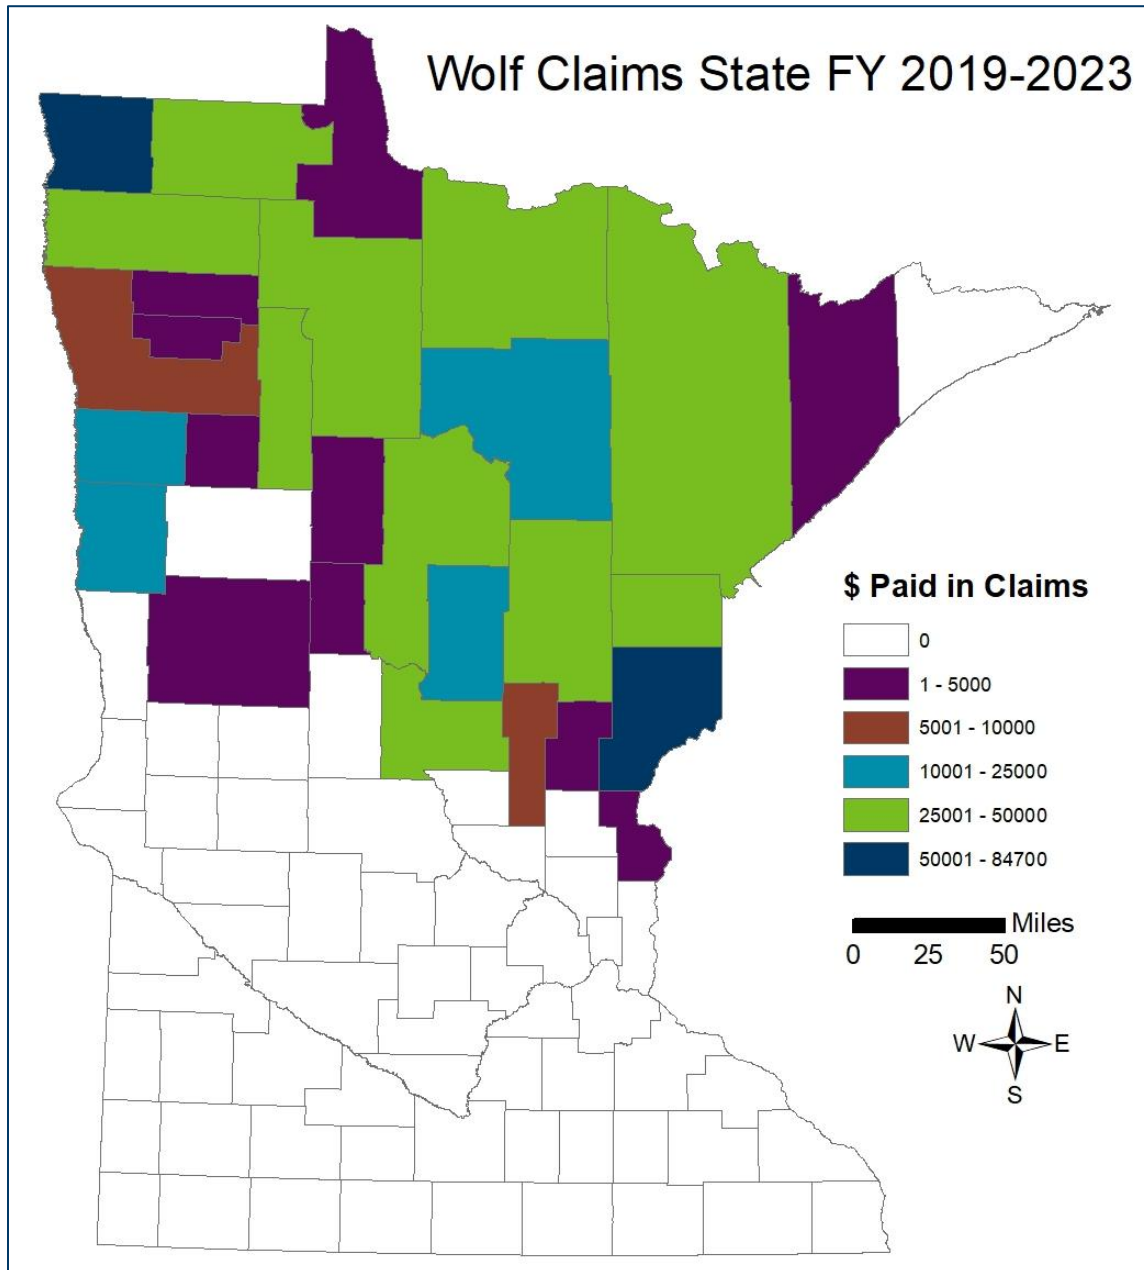 Wolf Claims State FY 2019-2023
$ Paid in Claims
0
1 - 5000
5001 - 10000
10001 - 25000
25001 - 50000
50001 - 84700
Miles
0 25 50
N
W E
S